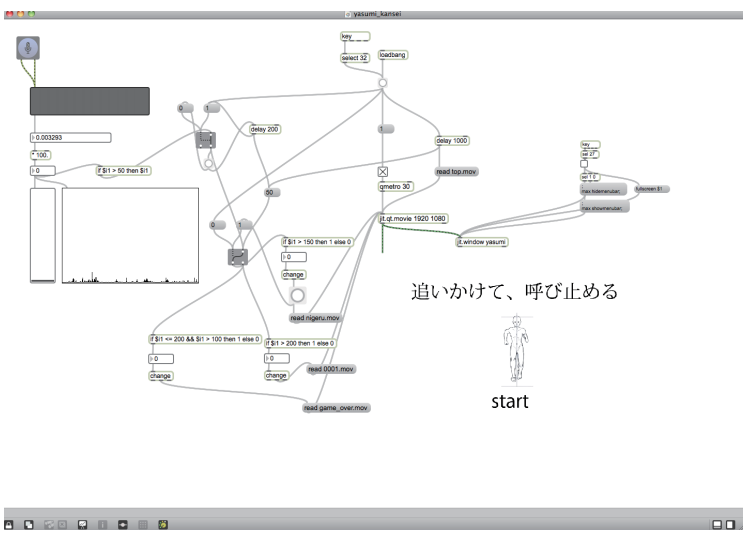 yasumi_kansei
key
select 32
loadbang
0
1
delay 200
0.003293
* 100.
0
if $i1 > 50 then $i1
1
delay 1000
read top.mov
key
sel 27
sel 1 0
max hidemenubar;
fullscreen $1
max showmenubar;
50
qmetro 30
0
1
jit.qt.movie 1920 1080
jit.window yasumi
if $i1 > 150 then 1 else 0
0
change
read nigeru.mov
追いかけて、呼び止める
if $i1 <= 200 && $i1 > 100 then 1 else 0
if $i1 > 200 then 1 else 0
0
0
change
change
read 0001.mov
read game_over.mov
start